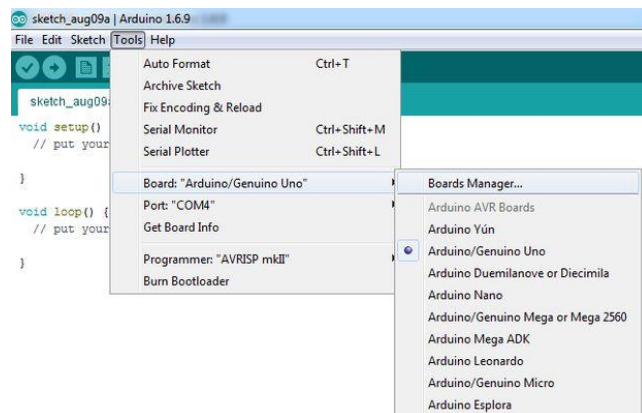 sketch_aug09a | Arduino 1.6.9
File Edit Sketch Tools Help
sketch_aug09
void setup()
// put your
}
void loop() {
// put your
}
Auto Format Ctrl+T
Archive Sketch
Fix Encoding & Reload
Serial Monitor Ctrl+Shift+M
Serial Plotter Ctrl+Shift+L
Board: "Arduino/Genuino Uno"
Port: "COM4"
Get Board Info
Programmer: "AVRISP mkII"
Burn Bootloader
Boards Manager...
Arduino AVR Boards
Arduino Yún
Arduino/Genuino Uno
Arduino Duemilanove or Diecimila
Arduino Nano
Arduino/Genuino Mega or Mega 2560
Arduino Mega ADK
Arduino Leonardo
Arduino/Genuino Micro
Arduino Esplora